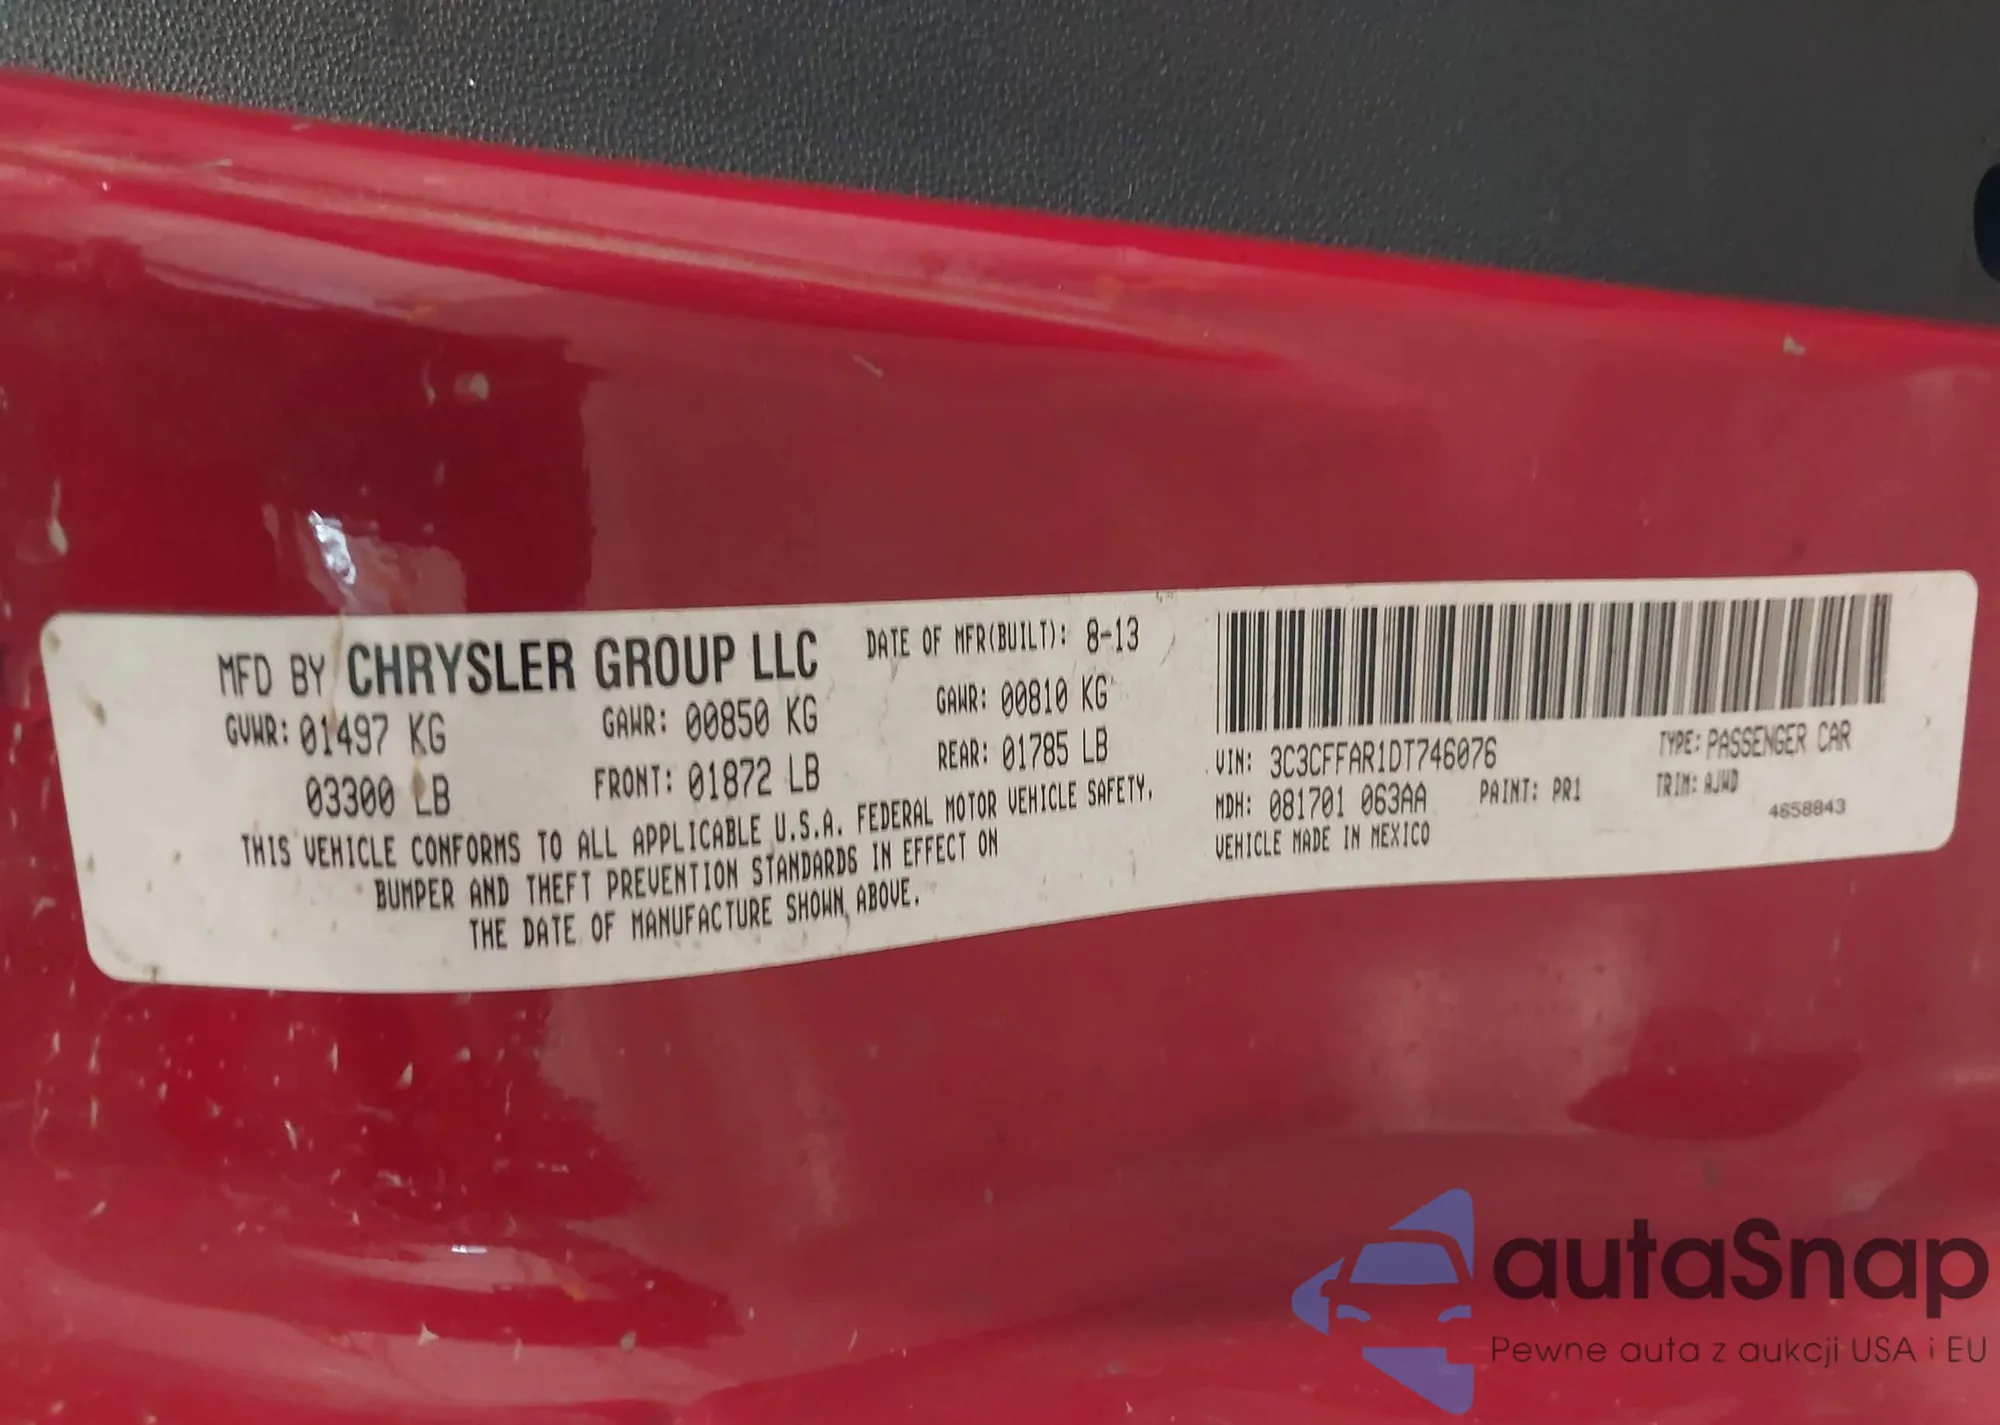 MFD BY CHRYSLER GROUP LLC DATE OF MFR(BUILT): 8-13
GVWR: 01497 KG GAWR: 00850 KG GAWR: 00810 KG
03300 LB FRONT: 01872 LB REAR: 01785 LB
THIS VEHICLE CONFORMS TO ALL APPLICABLE U.S.A. FEDERAL MOTOR VEHICLE SAFETY,
BUMPER AND THEFT PREVENTION STANDARDS IN EFFECT ON
THE DATE OF MANUFACTURE SHOWN ABOVE.
VIN: 3C3CFFAR1DT746076 TYPE: PASSENGER CAR
MDH: 081701 063AA PAINT: PR1 TRIM: AJWD
VEHICLE MADE IN MEXICO 4658843
autaSnap
Pewne auta z aukcji USA i EU